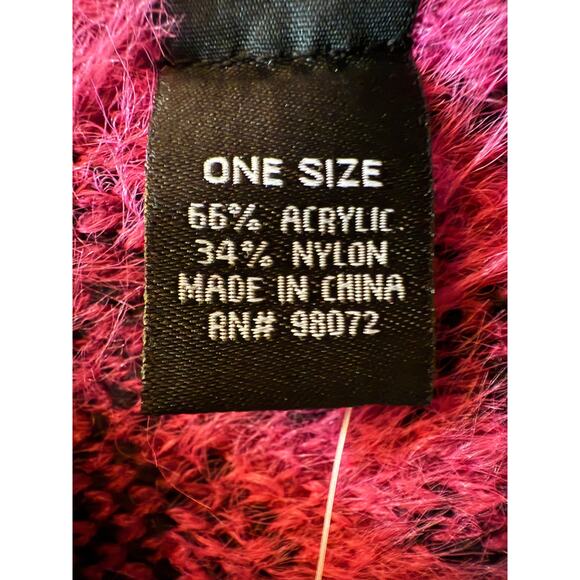 ONE SIZE
66% ACRYLIC
34% NYLON
MADE IN CHINA
RN# 98072